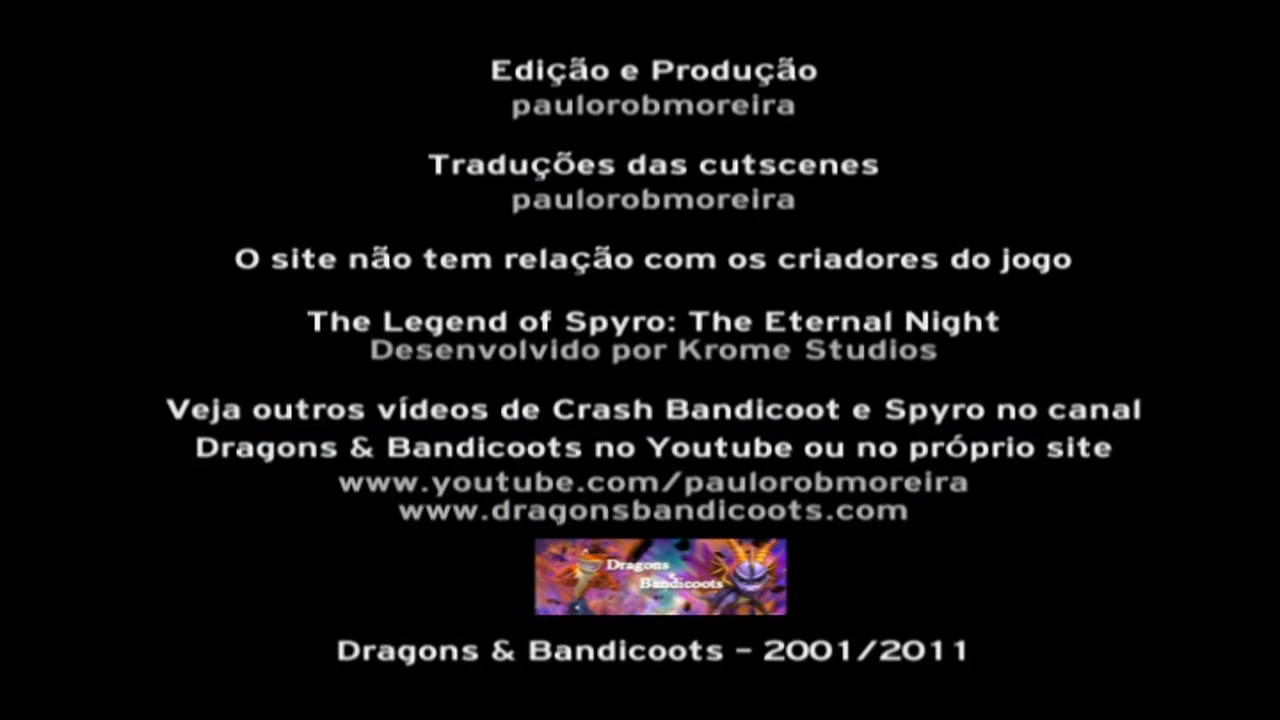 Edição e Produção
paulorobmoreira
Traduções das cutscenes
paulorobmoreira
O site não tem relação com os criadores do jogo
The Legend of Spyro: The Eternal Night
Desenvolvido por Krome Studios
Veja outros vídeos de Crash Bandicoot e Spyro no canal
Dragons & Bandicoots no Youtube ou no próprio site
www.youtube.com/paulorobmoreira
www.dragonsbandicoots.com
Dragons
&
Bandicoots
Dragons & Bandicoots - 2001/2011